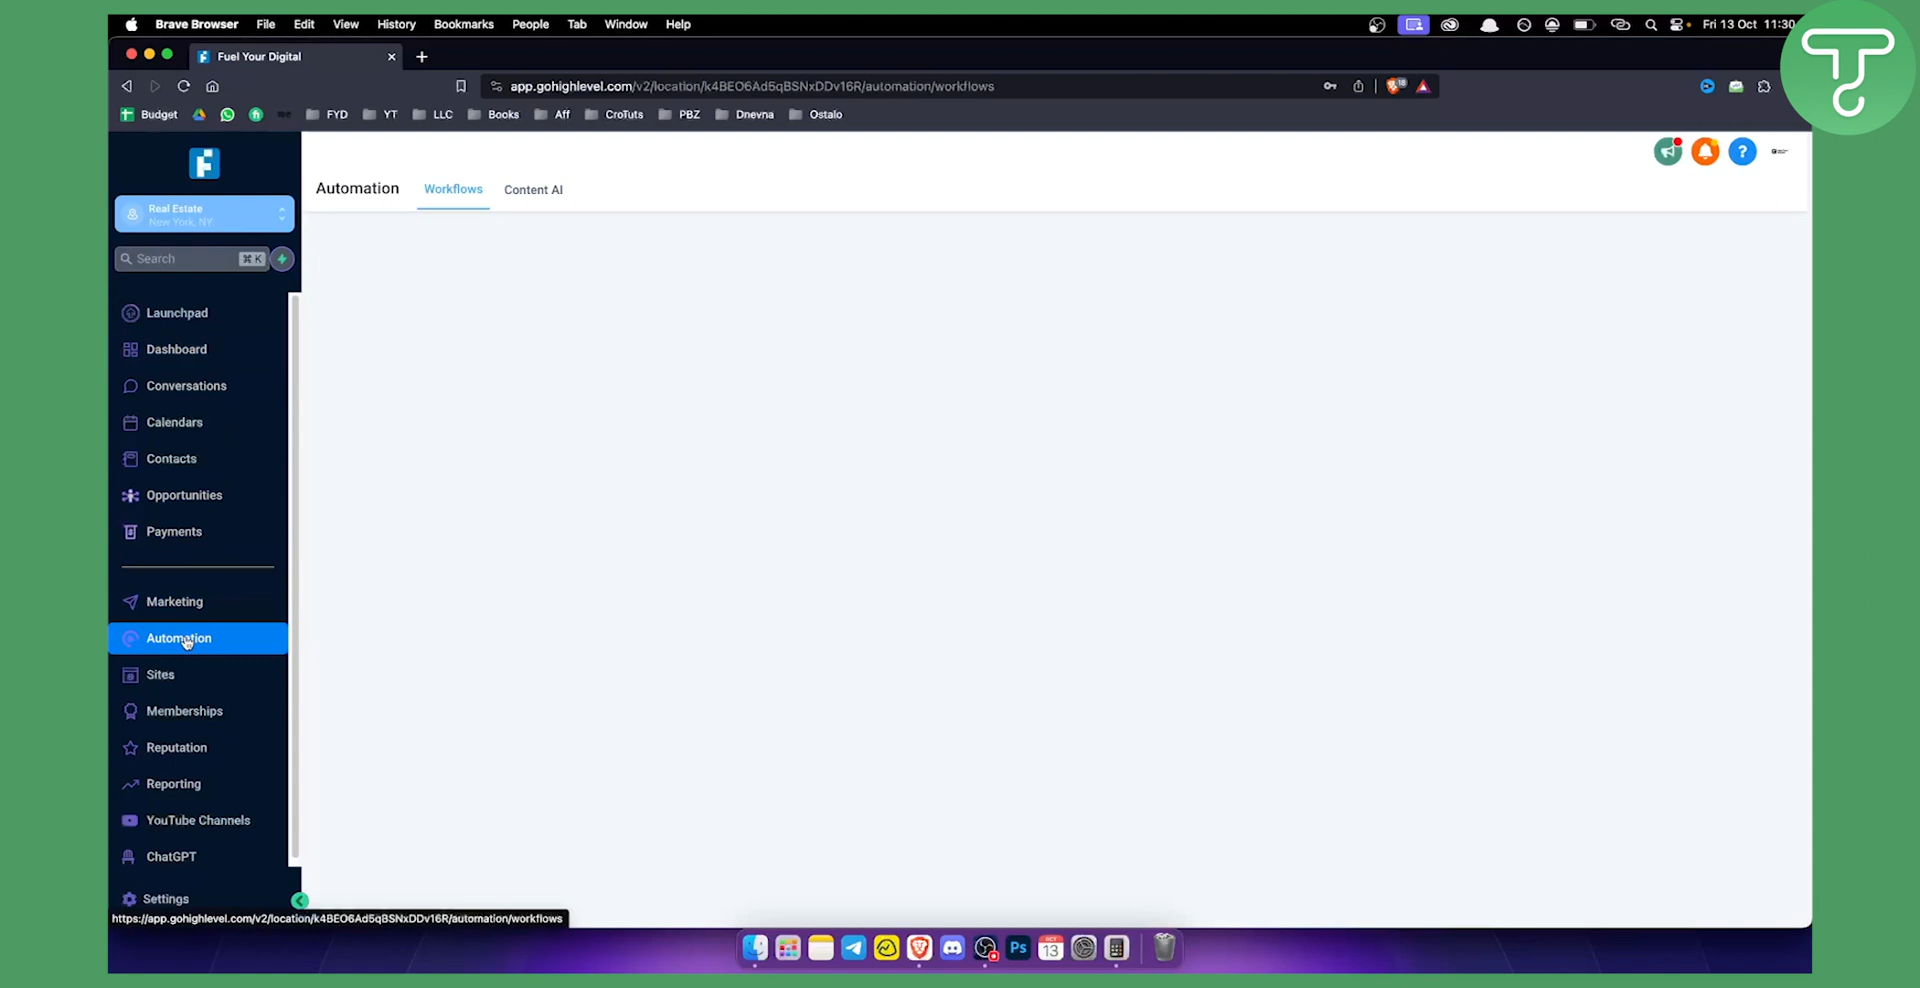 Brave Browser File Edit View History Bookmarks People Tab Window Help Fri 13 Oct 11:30
Fuel Your Digital
app.gohighlevel.com/v2/location/k4BEO6Ad5qBSNxDDv16R/automation/workflows
Budget FYD YT LLC Books Aff CroTuts PBZ Dnevna Ostalo
Automation Workflows Content AI
Real Estate
New York, NY
Search ⌘ K
Launchpad
Dashboard
Conversations
Calendars
Contacts
Opportunities
Payments
Marketing
Automation
Sites
Memberships
Reputation
Reporting
YouTube Channels
ChatGPT
Settings
https://app.gohighlevel.com/v2/location/k4BEO6Ad5qBSNxDDv16R/automation/workflows
Ps
OCT
13